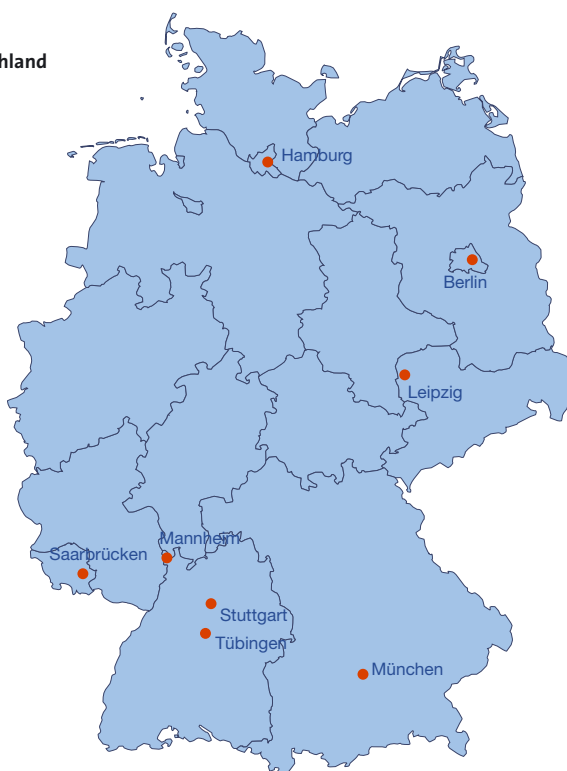 hland
Hamburg
Berlin
Leipzig
Mannheim
Saarbrücken
Stuttgart
Tübingen
München